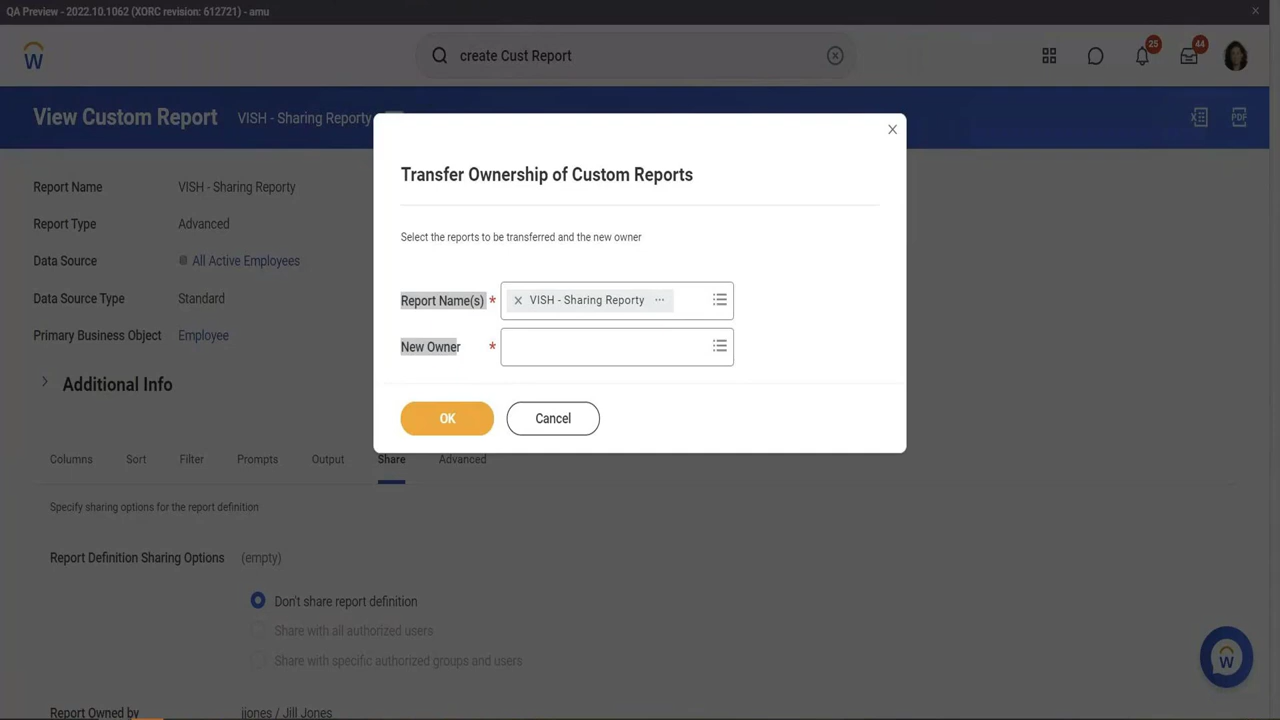 QA Preview - 2022.10.1062 (XORC revision: 612721) - amu
create Cust Report
25
44
View Custom Report VISH - Sharing Reporty
PDF
Report Name VISH - Sharing Reporty
Report Type Advanced
Data Source All Active Employees
Data Source Type Standard
Primary Business Object Employee
Additional Info
Transfer Ownership of Custom Reports
Select the reports to be transferred and the new owner
Report Name(s) * VISH - Sharing Reporty ...
New Owner *
OK Cancel
Columns Sort Filter Prompts Output Share Advanced
Specify sharing options for the report definition
Report Definition Sharing Options (empty)
Don't share report definition
Share with all authorized users
Share with specific authorized groups and users
Report Owned by jjones / Jill Jones